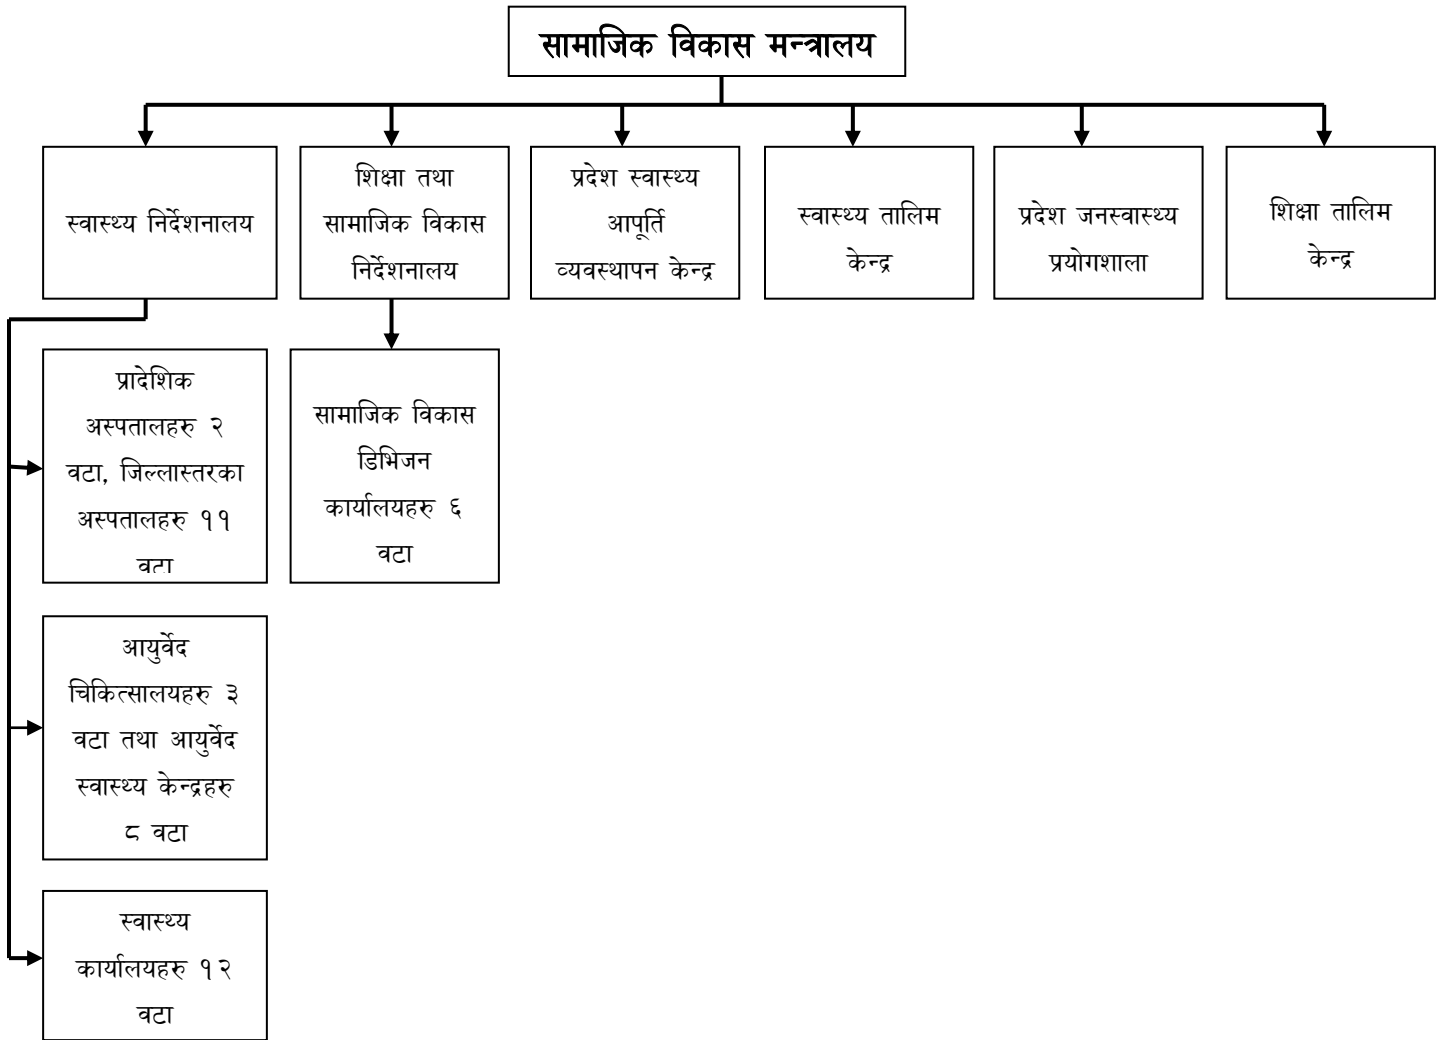 सामाजिक विकास मन्त्रालय
स्वास्थ्य निर्देशनालय
शिक्षा तथा
सामाजिक विकास
निर्देशनालय
प्रदेश स्वास्थ्य
आपूर्ति
व्यवस्थापन केन्द्र
स्वास्थ्य तालिम
केन्द्र
प्रदेश जनस्वास्थ्य
प्रयोगशाला
शिक्षा तालिम
केन्द्र
प्रादेशिक
अस्पतालहरु २
वटा, जिल्लास्तरका
अस्पतालहरु ११
वटा
सामाजिक विकास
डिभिजन
कार्यालयहरु ६
वटा
आयुर्वेद
चिकित्सालयहरु ३
वटा तथा आयुर्वेद
स्वास्थ्य केन्द्रहरु
८ वटा
स्वास्थ्य
कार्यालयहरु १२
वटा